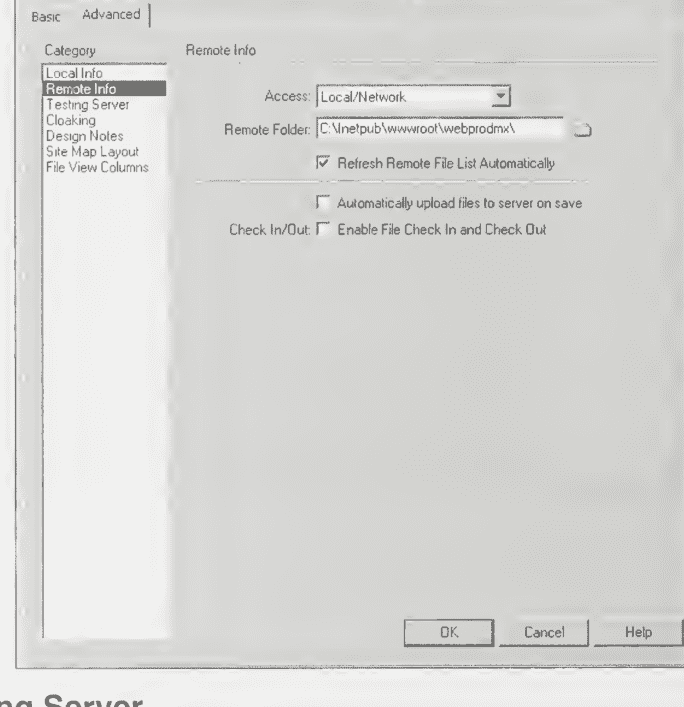 Basic Advanced
Category
Remote Info
Local Info
Remote Info
Testing Server
Cloaking
Design Notes
Site Map Layout
File View Columns
Access: Local/Network
Remote Folder: C:\Inetpub\wwwroot\webprodmx\
Refresh Remote File List Automatically
Automatically upload files to server on save
Check In/Out: Enable File Check In and Check Out
OK Cancel Help
Server